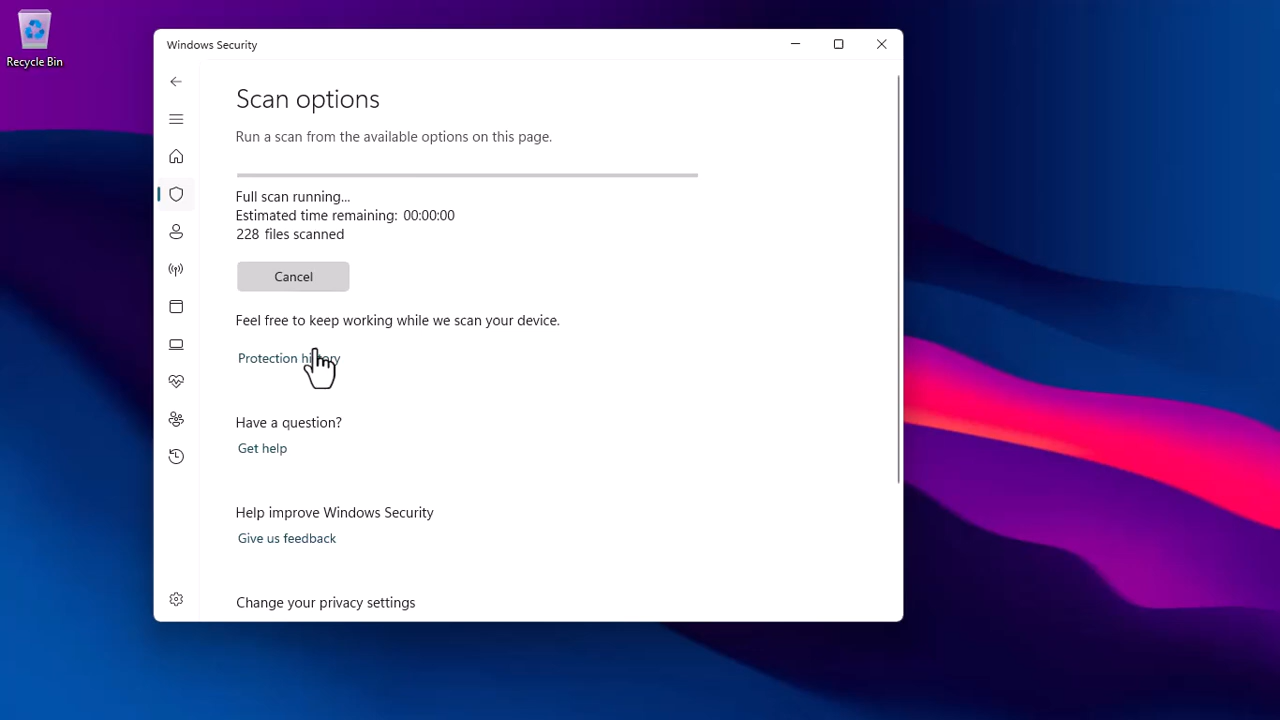 Recycle Bin
Windows Security
Scan options
Run a scan from the available options on this page.
Full scan running...
Estimated time remaining: 00:00:00
228 files scanned
Cancel
Feel free to keep working while we scan your device.
Protection history
Have a question?
Get help
Help improve Windows Security
Give us feedback
Change your privacy settings